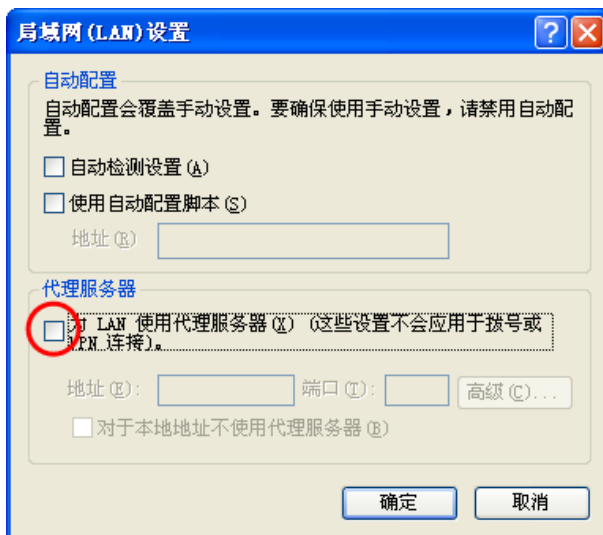 局域网(LAN)设置
自动配置
自动配置会覆盖手动设置。要确保使用手动设置，请禁用自动配
置。
自动检测设置(A)
使用自动配置脚本(S)
地址(R)
代理服务器
对 LAN 使用代理服务器(X) (这些设置不会应用于拨号或
VPN 连接)。
地址(E): 端口(T): 高级(C)...
对于本地地址不使用代理服务器(B)
确定 取消